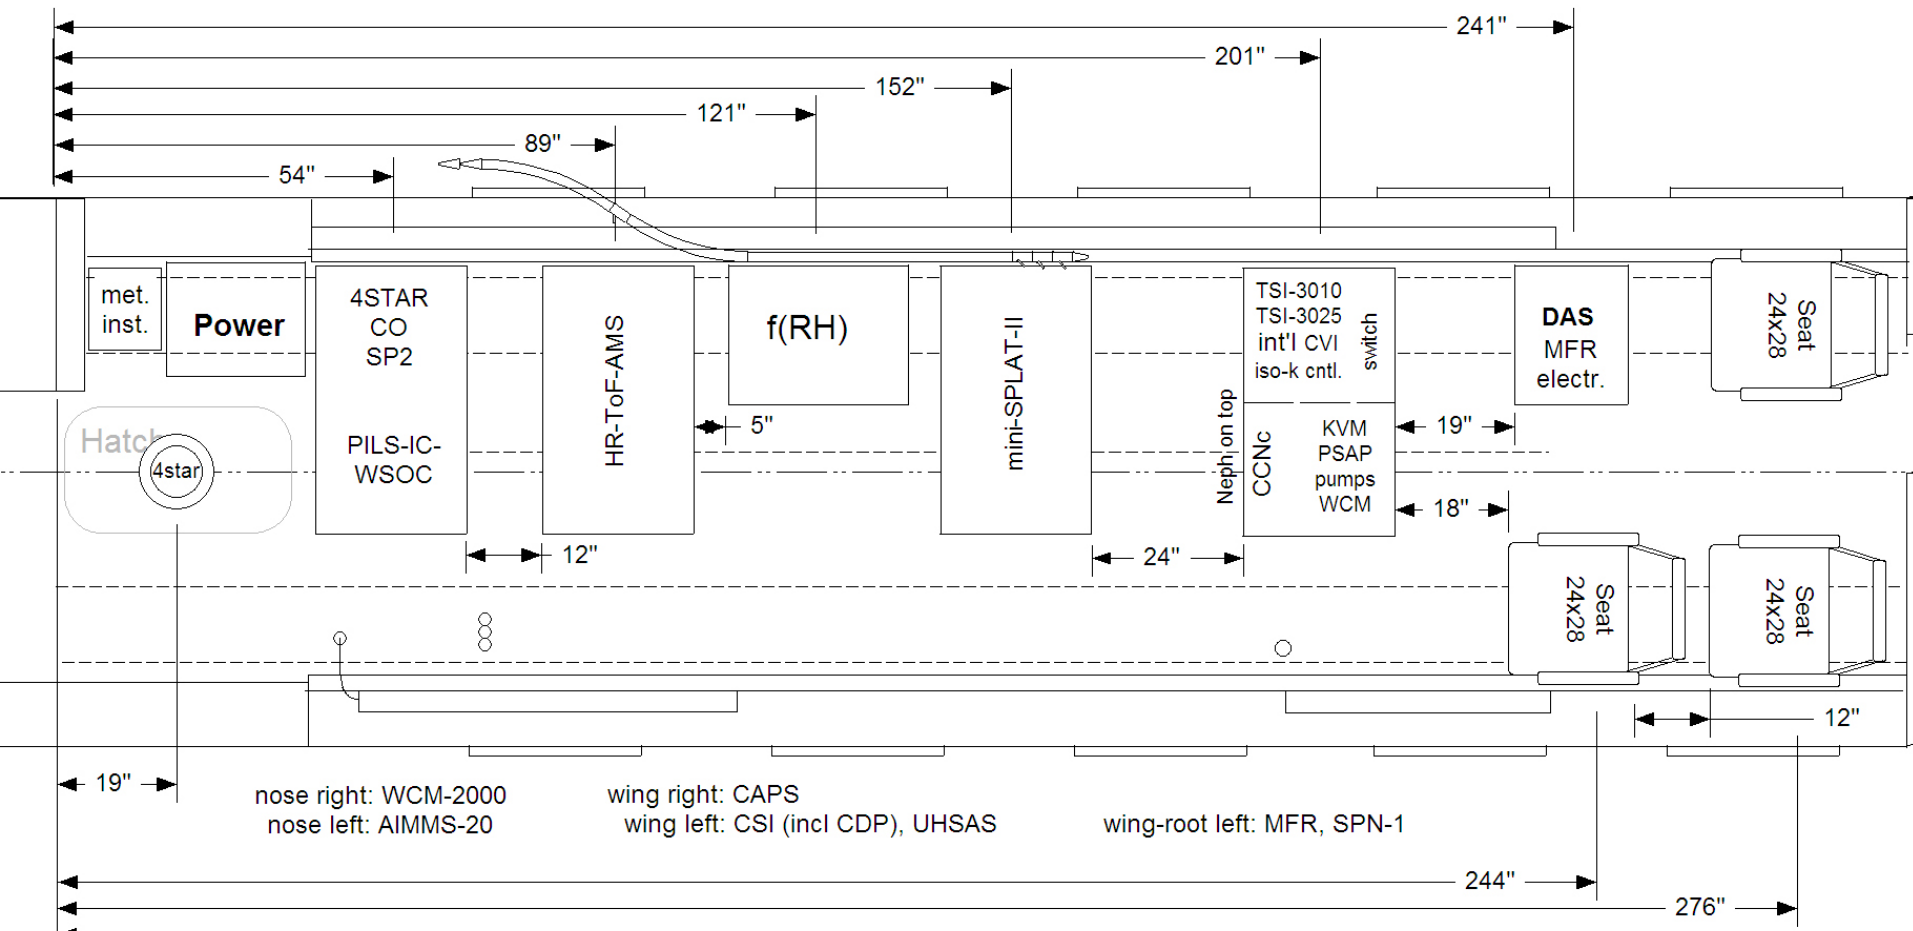 241"
201"
152"
121"
89"
54"
met.
inst.
Power
4STAR
CO
SP2
PILS-IC-
WSOC
HR-ToF-AMS
f(RH)
5"
mini-SPLAT-II
TSI-3010
TSI-3025
int'l CVI
iso-k cntl.
switch
Neph on top
CCNc
KVM
PSAP
pumps
WCM
DAS
MFR
electr.
Seat
24x28
19"
18"
Hatch
4star
12"
24"
Seat
24x28
Seat
24x28
12"
19"
nose right: WCM-2000
nose left: AIMMS-20
wing right: CAPS
wing left: CSI (incl CDP), UHSAS
wing-root left: MFR, SPN-1
244"
276"